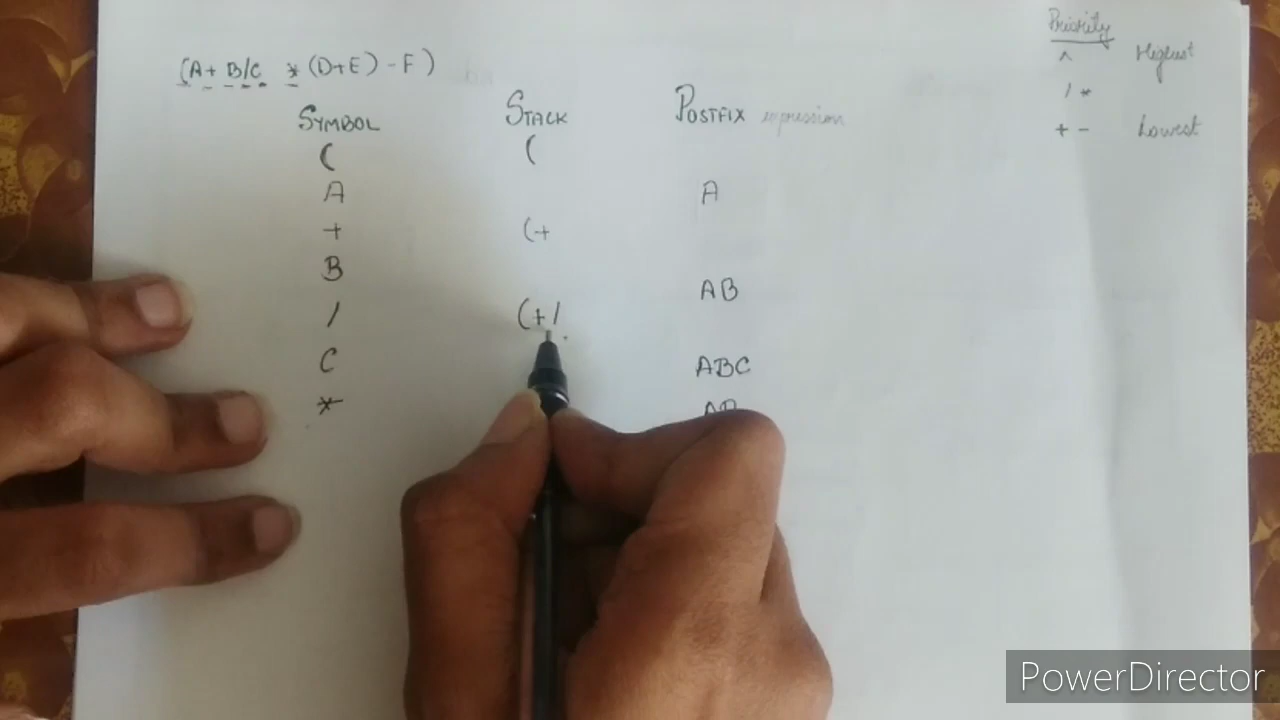 Priority
^ Highest
/ *
+ - Lowest
(A + B/C * (D+E) - F)
SYMBOL STACK POSTFIX expression
( (
A A
+ (+
B AB
/ (+/
C ABC
*
PowerDirector